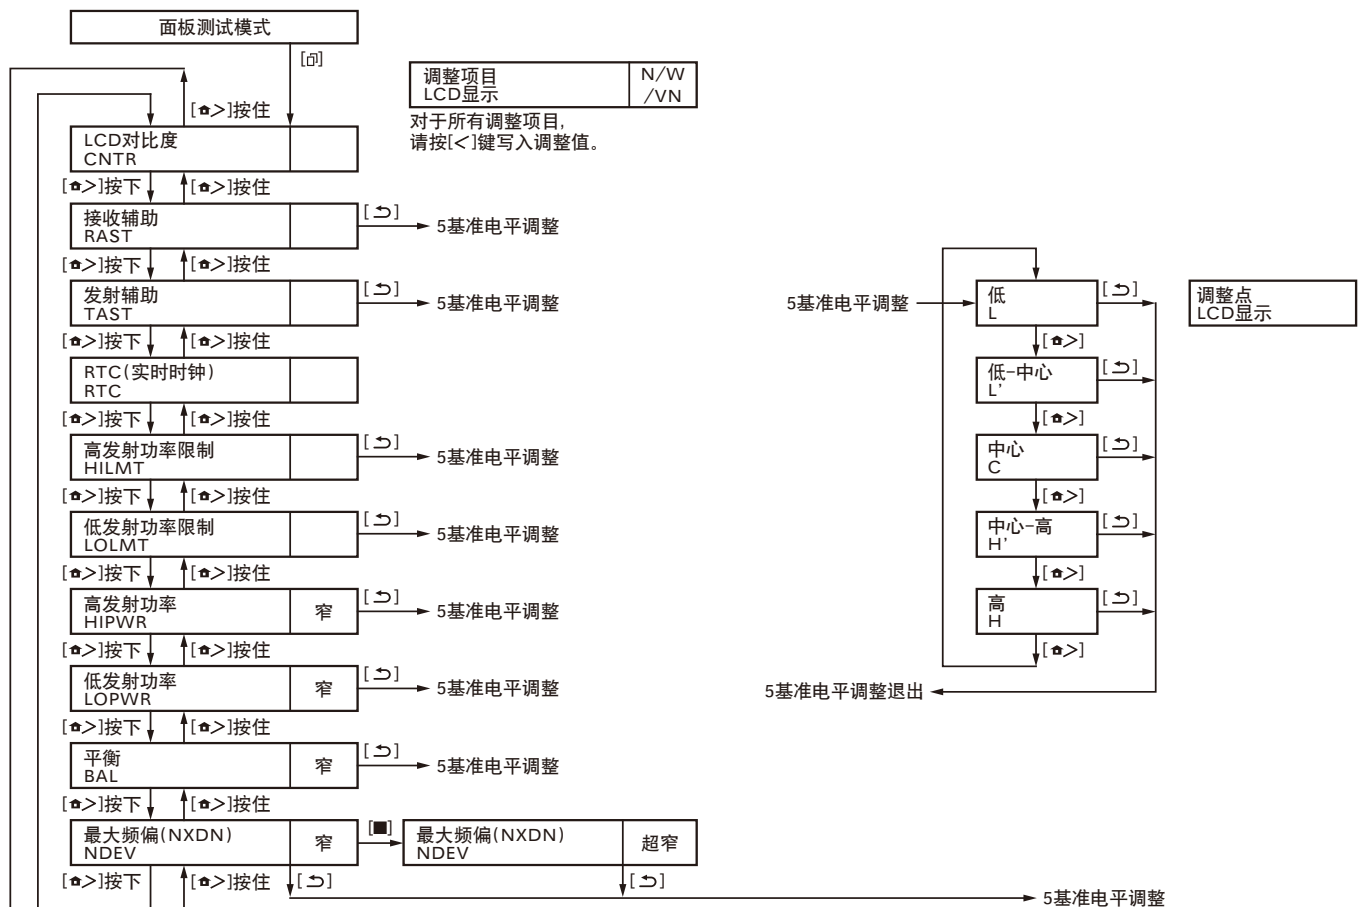 面板测试模式
[ ]
[ >]按住
LCD对比度
CNTR
[ >]按下
[ >]按住
接收辅助
RAST
[ ]
5基准电平调整
[ >]按下
[ >]按住
发射辅助
TAST
[ ]
5基准电平调整
[ >]按下
[ >]按住
RTC(实时时钟)
RTC
[ >]按下
[ >]按住
高发射功率限制
HILMT
[ ]
5基准电平调整
[ >]按下
[ >]按住
低发射功率限制
LOLMT
[ ]
5基准电平调整
[ >]按下
[ >]按住
高发射功率
HIPWR
窄
[ ]
5基准电平调整
[ >]按下
[ >]按住
低发射功率
LOPWR
窄
[ ]
5基准电平调整
[ >]按下
[ >]按住
平衡
BAL
窄
[ ]
5基准电平调整
[ >]按下
[ >]按住
最大频偏(NXDN)
NDEV
窄
[■]
最大频偏(NXDN)
NDEV
超窄
[ >]按下
[ >]按住
[ ]
[ ]
5基准电平调整
调整项目
LCD显示
N/W
/VN
对于所有调整项目,
请按[<]键写入调整值。
5基准电平调整
低
L
[ ]
[ >]
低-中心
L'
[ ]
[ >]
中心
C
[ ]
[ >]
中心-高
H'
[ ]
[ >]
高
H
[ ]
[ >]
5基准电平调整退出
调整点
LCD显示